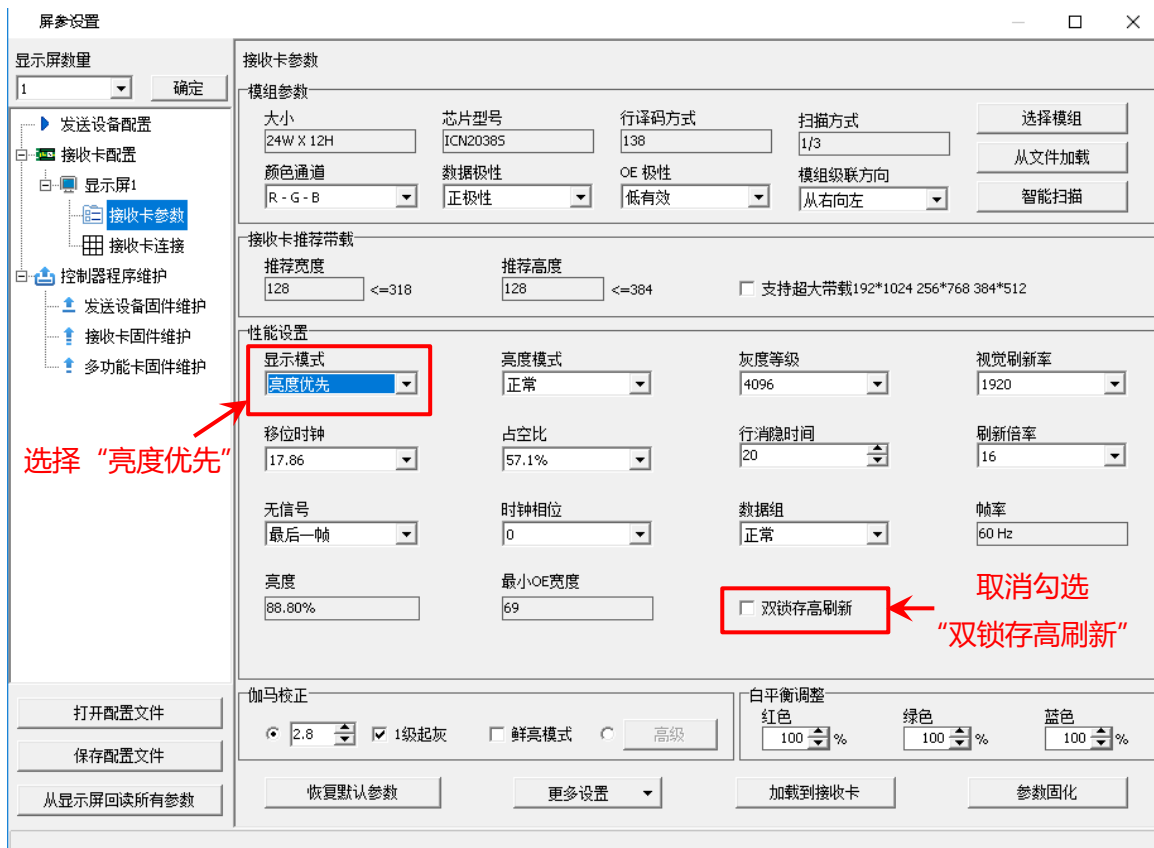 屏参设置
显示屏数量
1
确定
发送设备配置
接收卡配置
显示屏1
接收卡参数
接收卡连接
控制器程序维护
发送设备固件维护
接收卡固件维护
多功能卡固件维护
选择“亮度优先”
打开配置文件
保存配置文件
从显示屏回读所有参数
接收卡参数
模组参数
大小 芯片型号 行译码方式 扫描方式 选择模组
24W X 12H ICN2038S 138 1/3
从文件加载
颜色通道 数据极性 OE 极性 模组级联方向
R - G - B 正极性 低有效 从右向左 智能扫描
接收卡推荐带载
推荐宽度 推荐高度
128 <=318 128 <=384 支持超大带载192*1024 256*768 384*512
性能设置
显示模式 亮度模式 灰度等级 视觉刷新率
亮度优先 正常 4096 1920
移位时钟 占空比 行消隐时间 刷新倍率
17.86 57.1% 20 16
无信号 时钟相位 数据组 帧率
最后一帧 0 正常 60 Hz
亮度 最小OE宽度
88.80% 69 双锁存高刷新
取消勾选
“双锁存高刷新”
伽马校正
2.8 1级起灰 鲜亮模式 高级
白平衡调整
红色 绿色 蓝色
100 % 100 % 100 %
恢复默认参数 更多设置 加载到接收卡 参数固化